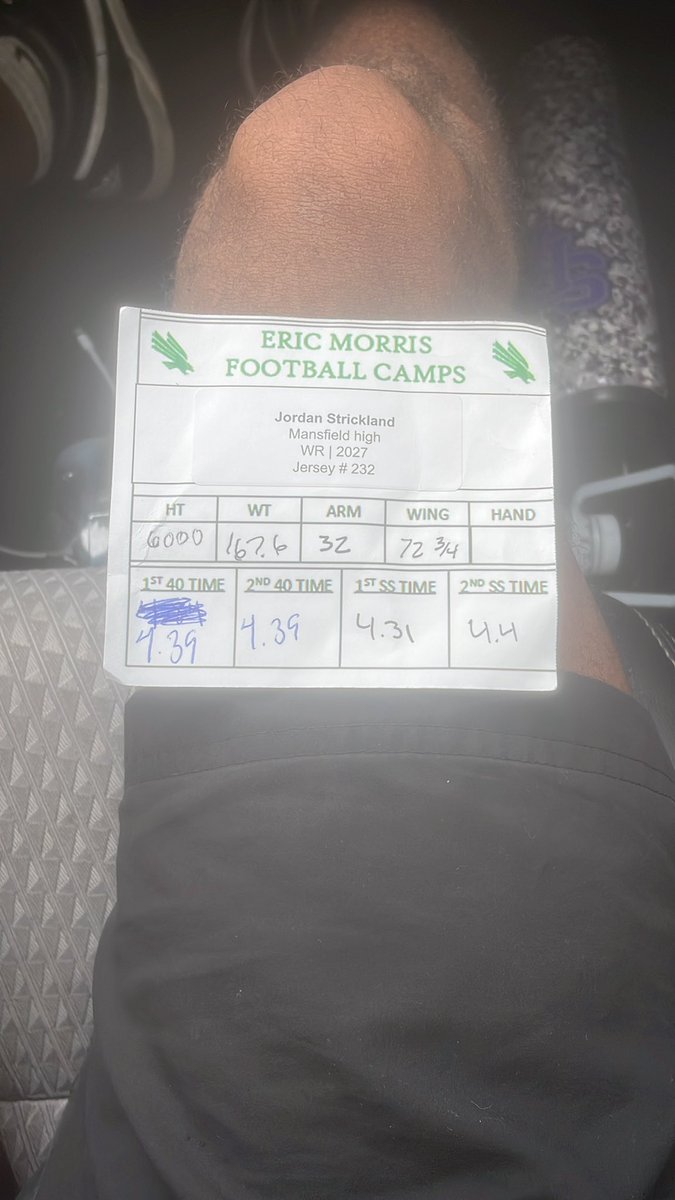 ERIC MORRIS
FOOTBALL CAMPS
Jordan Strickland
Mansfield high
WR | 2027
Jersey # 232
HT WT ARM WING HAND
6000 167.6 32 72 3/4
1ST 40 TIME 2ND 40 TIME 1ST SS TIME 2ND SS TIME
4.39 4.39 4.31 4.4